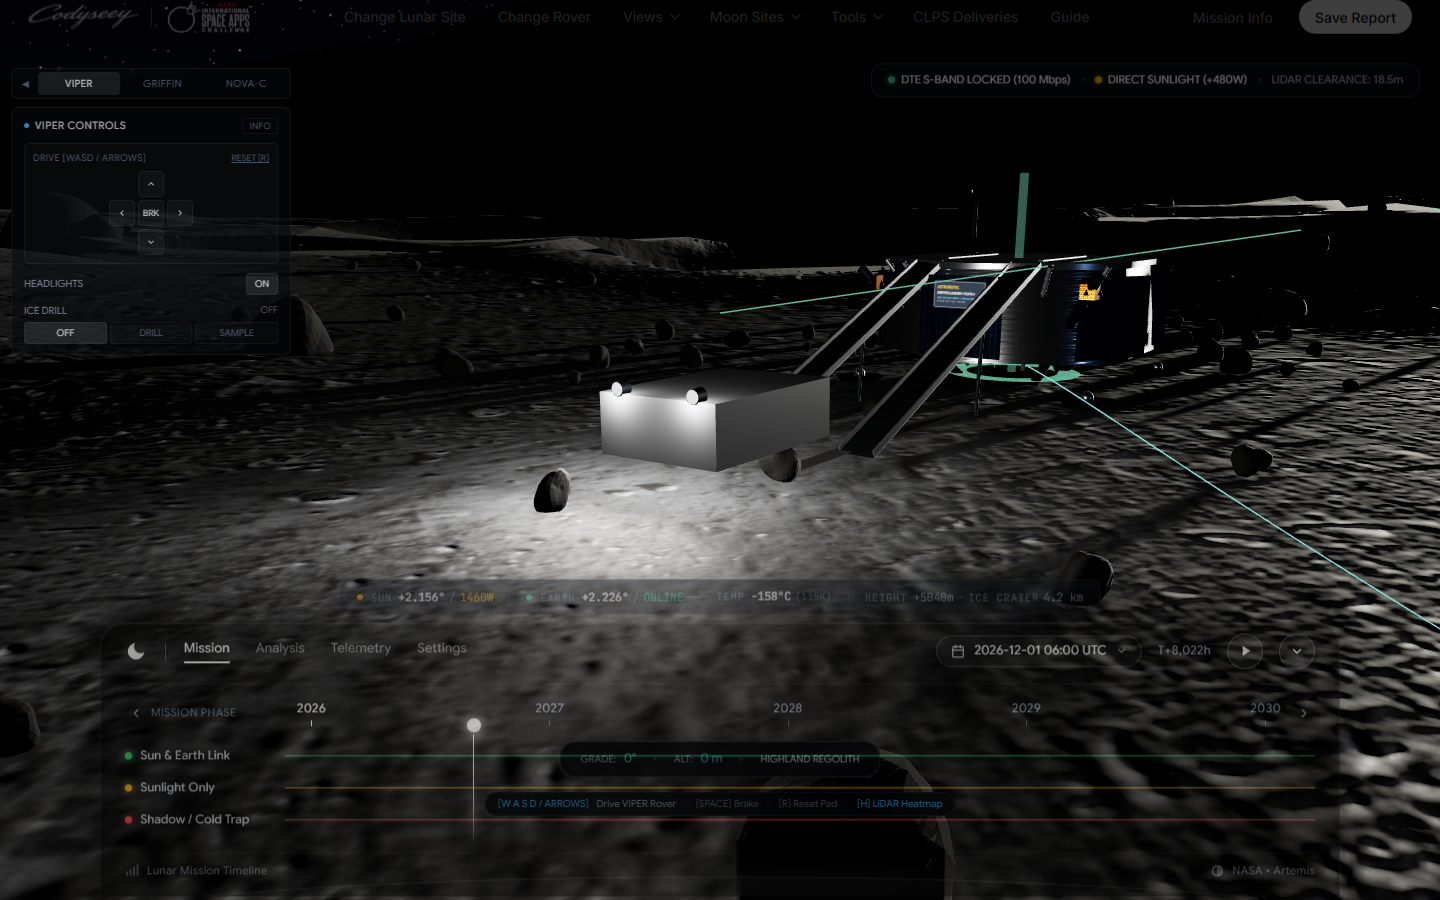 Codyseey
INTERNATIONAL
SPACE APPS
CHALLENGE
Change Lunar Site
Change Rover
Views
Moon Sites
Tools
CLPS Deliveries
Guide
Mission Info
Save Report
VIPER
GRIFFIN
NOVA-C
DTE S-BAND LOCKED (100 Mbps) · DIRECT SUNLIGHT (+480W) · LIDAR CLEARANCE: 18.5m
VIPER CONTROLS
INFO
DRIVE [WASD / ARROWS]
RESET [R]
BRK
HEADLIGHTS
ON
ICE DRILL
OFF
OFF
DRILL
SAMPLE
SUN +2.156° / 1460W
EARTH +2.226° / ONLINE
TEMP -158°C (115K)
HEIGHT +5840m · ICE CRATER 4.2 km
Mission
Analysis
Telemetry
Settings
2026-12-01 06:00 UTC
T+8,022h
MISSION PHASE
2026
2027
2028
2029
2030
Sun & Earth Link
GRADE: 0° · ALT: 0 m · HIGHLAND REGOLITH
Sunlight Only
[W A S D / ARROWS] Drive VIPER Rover · [SPACE] Brake · [R] Reset Pad · [H] LiDAR Heatmap
Shadow / Cold Trap
Lunar Mission Timeline
NASA • Artemis